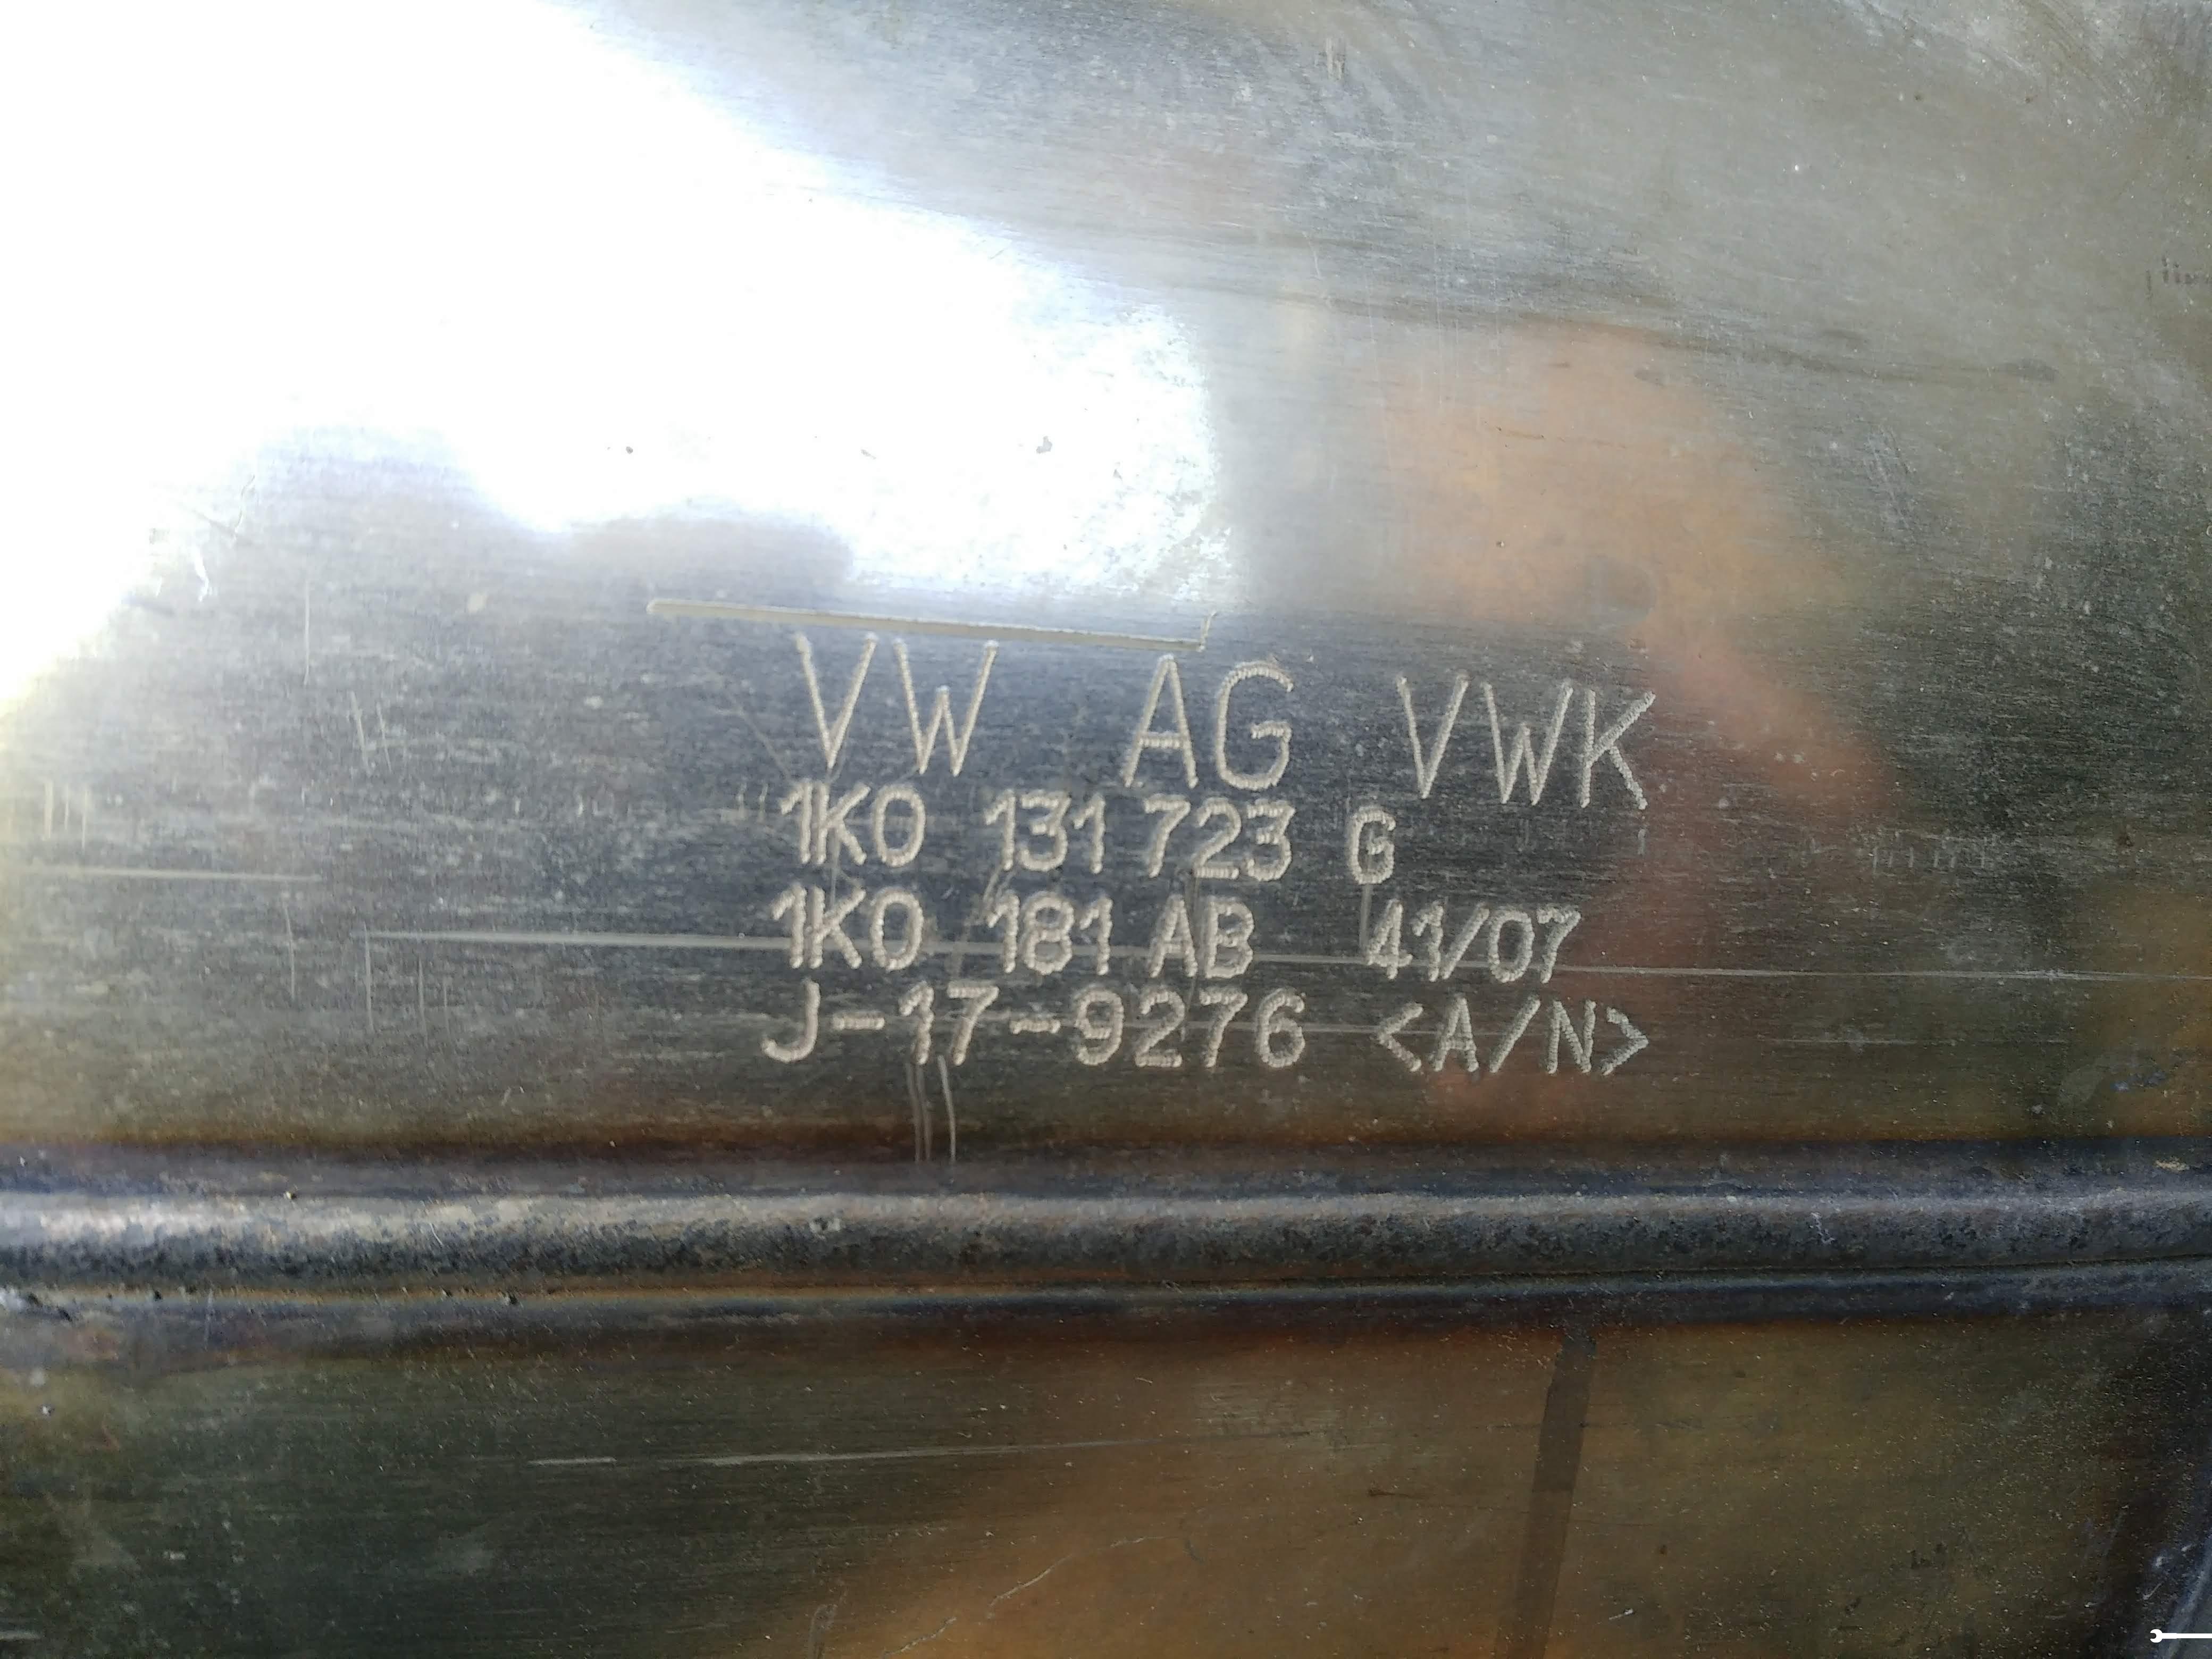 VW AG VWK
1K0 131 723 G
1K0 181 AB 41/07
J-17-9276 <A/N>